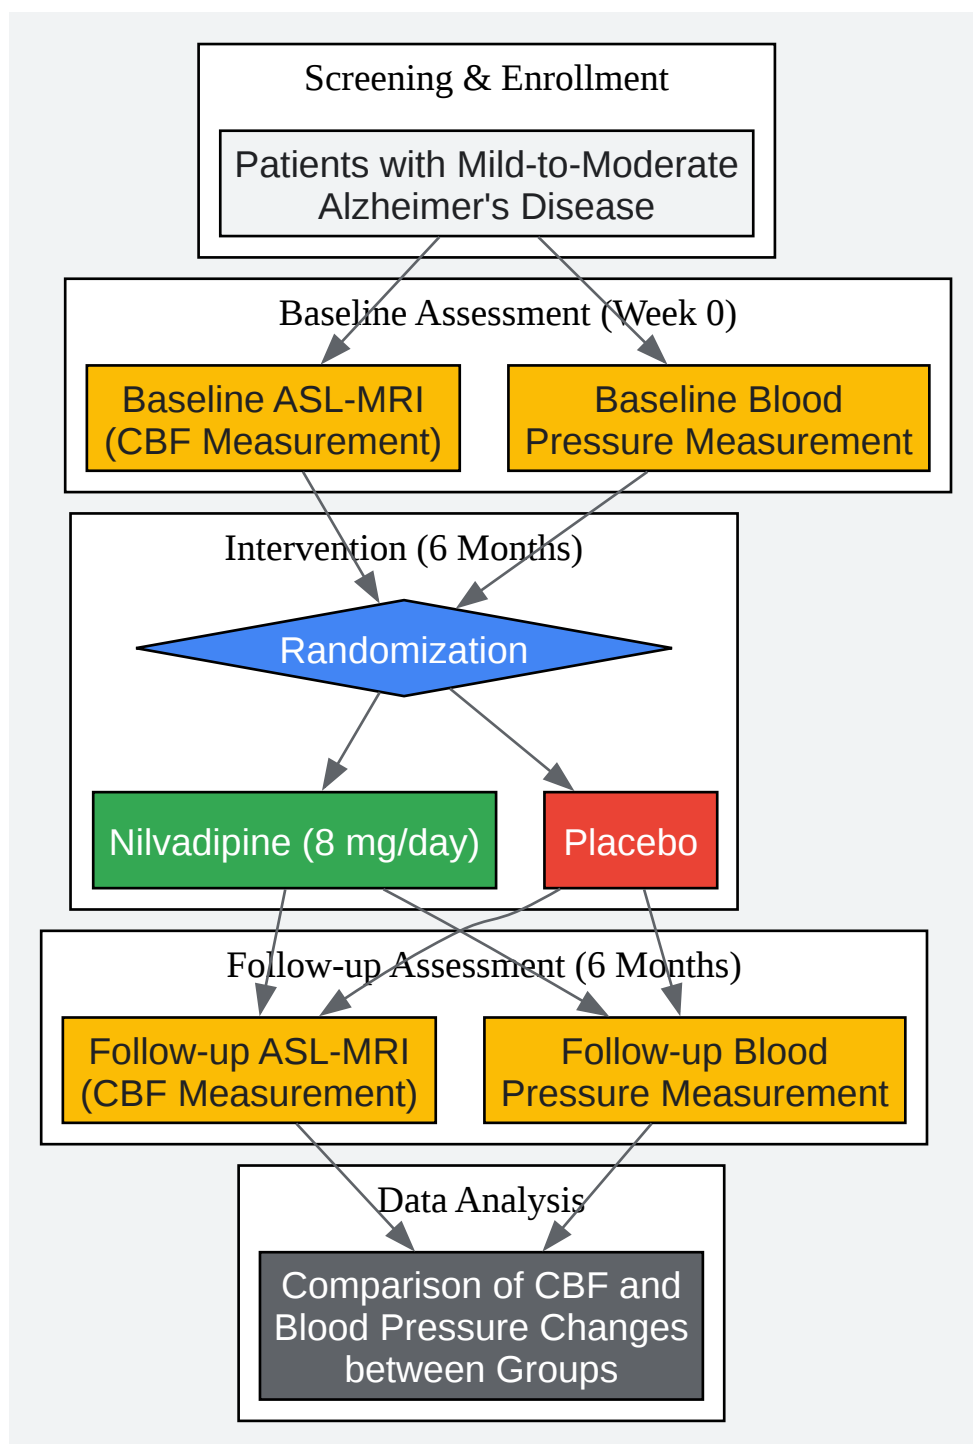 Screening & Enrollment
Patients with Mild-to-Moderate
Alzheimer's Disease
Baseline Assessment (Week 0)
Baseline ASL-MRI
(CBF Measurement)
Baseline Blood
Pressure Measurement
Intervention (6 Months)
Randomization
Nilvadipine (8 mg/day)
Placebo
Follow-up Assessment (6 Months)
Follow-up ASL-MRI
(CBF Measurement)
Follow-up Blood
Pressure Measurement
Data Analysis
Comparison of CBF and
Blood Pressure Changes
between Groups